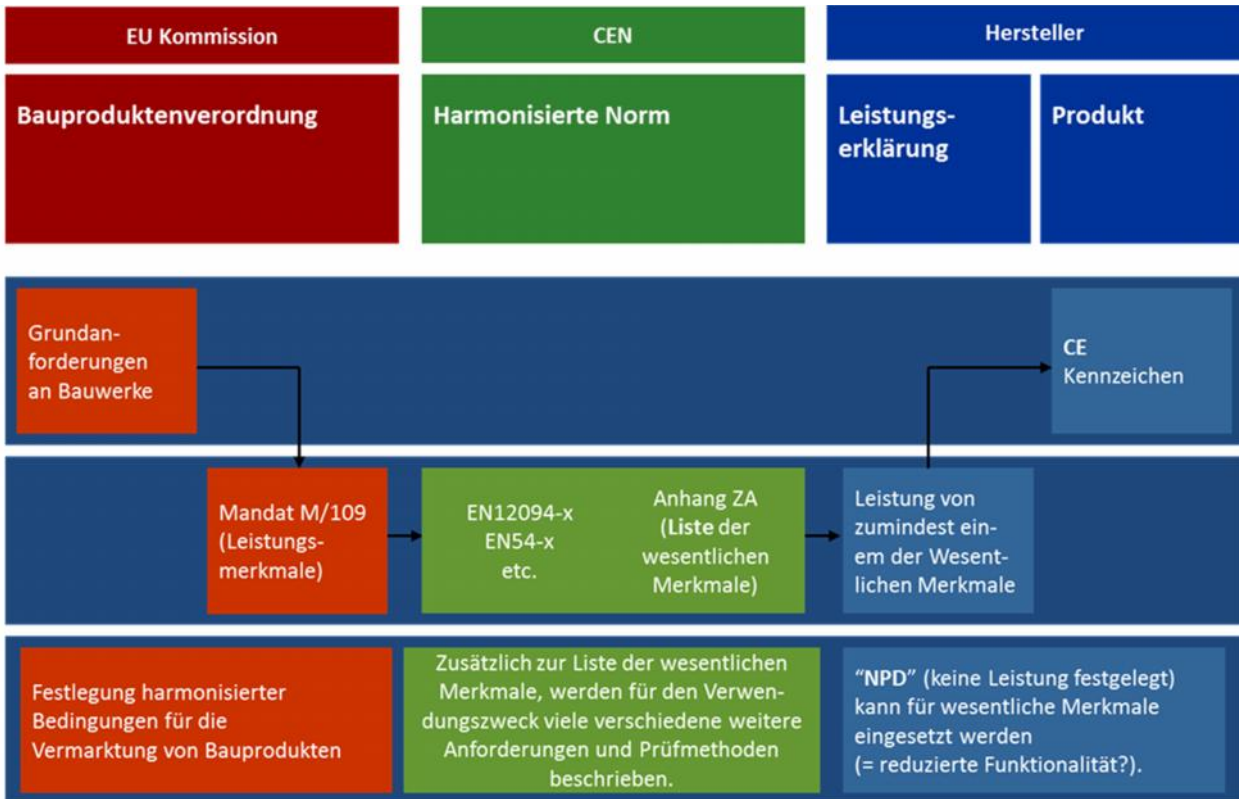 EU Kommission
CEN
Hersteller
Bauproduktenverordnung
Harmonisierte Norm
Leistungs-
erklärung
Produkt
Grundan-
forderungen
an Bauwerke
CE
Kennzeichen
Mandat M/109
(Leistungs-
merkmale)
EN12094-x
EN54-x
etc.
Anhang ZA
(Liste der
wesentlichen
Merkmale)
Leistung von
zumindest ein-
em der Wesent-
lichen Merkmale
Festlegung harmonisierter
Bedingungen für die
Vermarktung von Bauprodukten
Zusätzlich zur Liste der wesentlichen
Merkmale, werden für den Verwen-
dungszweck viele verschiedene weitere
Anforderungen und Prüfmethoden
beschrieben.
“NPD” (keine Leistung festgelegt)
kann für wesentliche Merkmale
eingesetzt werden
(= reduzierte Funktionalität?).